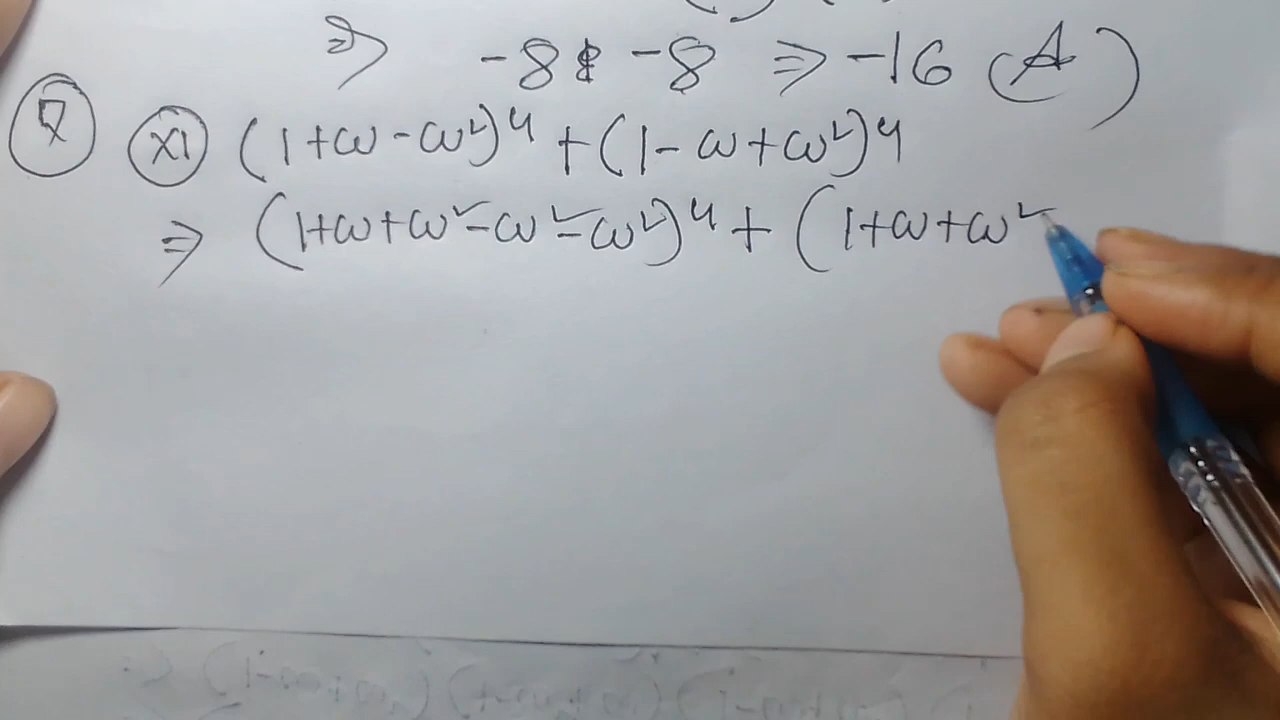 ⇒ -8 -8 ⇒ -16 (A)
Q XI (1+ω-ω²)⁴+(1-ω+ω²)⁴
⇒ (1+ω+ω²-ω²-ω²)⁴+(1+ω+ω²